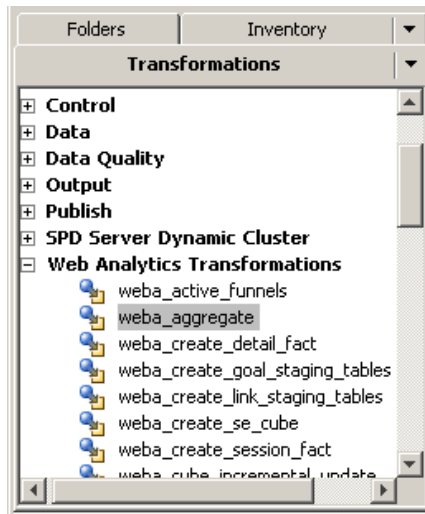 Folders Inventory
Transformations
Control
Data
Data Quality
Output
Publish
SPD Server Dynamic Cluster
Web Analytics Transformations
weba_active_funnels
weba_aggregate
weba_create_detail_fact
weba_create_goal_staging_tables
weba_create_link_staging_tables
weba_create_se_cube
weba_create_session_fact
weba_cube_incremental_update